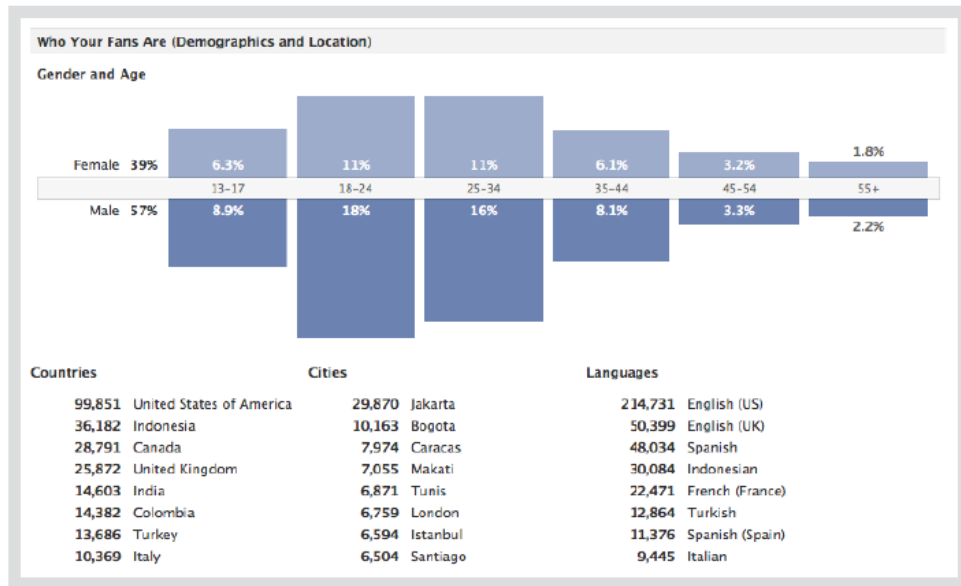 Who Your Fans Are (Demographics and Location)
Gender and Age
Female 39% 6.3% 11% 11% 6.1% 3.2% 1.8%
13-17 18-24 25-34 35-44 45-54 55+
Male 57% 8.9% 18% 16% 8.1% 3.3% 2.2%
Countries
99,851 United States of America
36,182 Indonesia
28,791 Canada
25,872 United Kingdom
14,603 India
14,382 Colombia
13,686 Turkey
10,369 Italy
Cities
29,870 Jakarta
10,163 Bogota
7,974 Caracas
7,055 Makati
6,871 Tunis
6,759 London
6,594 Istanbul
6,504 Santiago
Languages
214,731 English (US)
50,399 English (UK)
48,034 Spanish
30,084 Indonesian
22,471 French (France)
12,864 Turkish
11,376 Spanish (Spain)
9,445 Italian